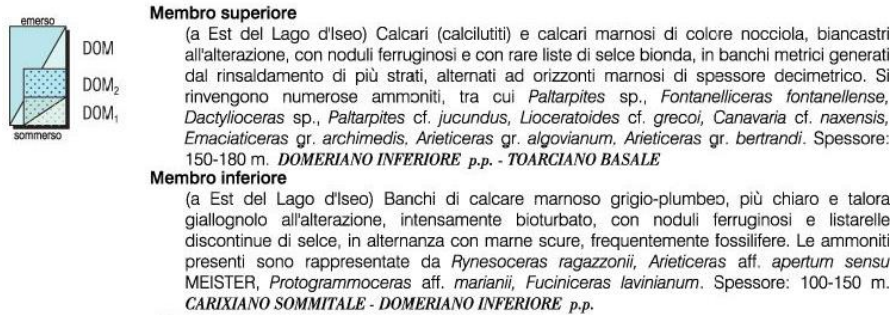 emerso
DOM
DOM2
DOM1
sommerso
Membro superiore
(a Est del Lago d'Iseo) Calcari (calcilutiti) e calcari marnosi di colore nocciola, biancastri
all'alterazione, con noduli ferruginosi e con rare liste di selce bionda, in banchi metrici generati
dal rinsaldamento di più strati, alternati ad orizzonti marnosi di spessore decimetrico. Si
rinvengono numerose ammoniti, tra cui Paltarpites sp., Fontanelliceras fontanellense,
Dactylioceras sp., Paltarpites cf. jucundus, Lioceratoides cf. grecoi, Canavaria cf. naxensis,
Emaciaticeras gr. archimedis, Arieticeras gr. algovianum, Arieticeras gr. bertrandi. Spessore:
150-180 m. DOMERIANO INFERIORE p.p. - TOARCIANO BASALE
Membro inferiore
(a Est del Lago d'Iseo) Banchi di calcare marnoso grigio-plumbeo, più chiaro e talora
giallognolo all'alterazione, intensamente bioturbato, con noduli ferruginosi e listarelle
discontinue di selce, in alternanza con marne scure, frequentemente fossilifere. Le ammoniti
presenti sono rappresentate da Rynesoceras ragazzonii, Arieticeras aff. apertum sensu
MEISTER, Protogrammoceras aff. marianii, Fuciniceras lavinianum. Spessore: 100-150 m.
CARIXIANO SOMMITALE - DOMERIANO INFERIORE p.p.